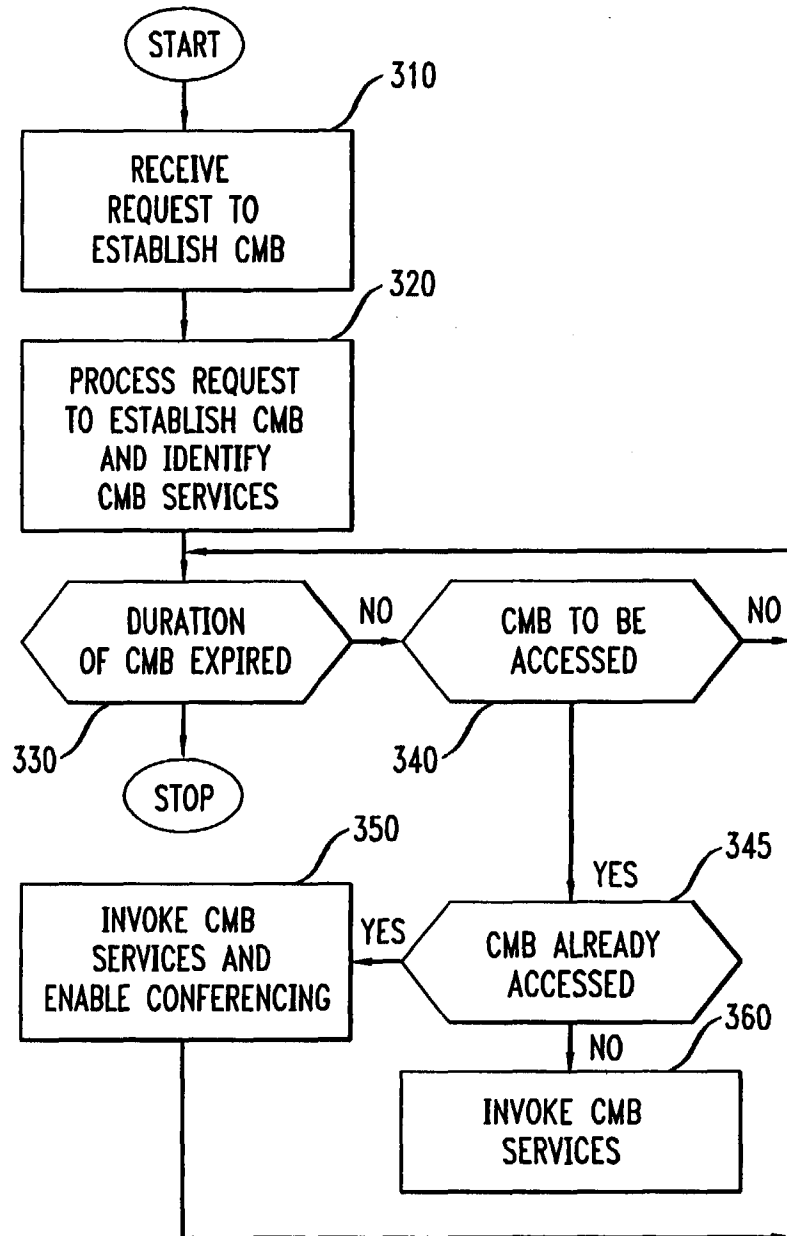 START
310
RECEIVE
REQUEST TO
ESTABLISH CMB
320
PROCESS REQUEST
TO ESTABLISH CMB
AND IDENTIFY
CMB SERVICES
DURATION
OF CMB EXPIRED
NO
CMB TO BE
ACCESSED
NO
330
340
STOP
350
YES
345
INVOKE CMB
SERVICES AND
ENABLE CONFERENCING
YES
CMB ALREADY
ACCESSED
NO
360
INVOKE CMB
SERVICES